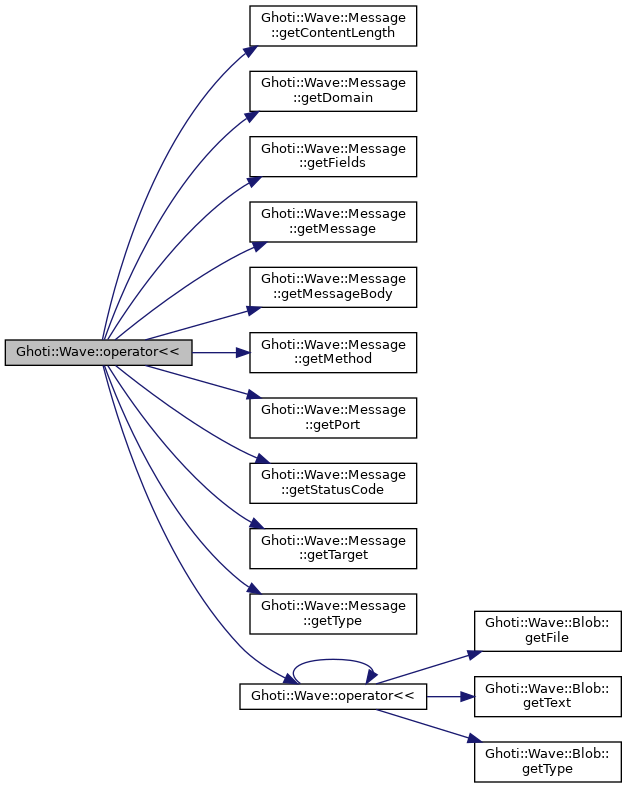 Ghoti::Wave::Message
::getContentLength
Ghoti::Wave::Message
::getDomain
Ghoti::Wave::Message
::getFields
Ghoti::Wave::Message
::getMessage
Ghoti::Wave::Message
::getMessageBody
Ghoti::Wave::operator<<
Ghoti::Wave::Message
::getMethod
Ghoti::Wave::Message
::getPort
Ghoti::Wave::Message
::getStatusCode
Ghoti::Wave::Message
::getTarget
Ghoti::Wave::Message
::getType
Ghoti::Wave::operator<<
Ghoti::Wave::Blob::
getFile
Ghoti::Wave::Blob::
getText
Ghoti::Wave::Blob::
getType